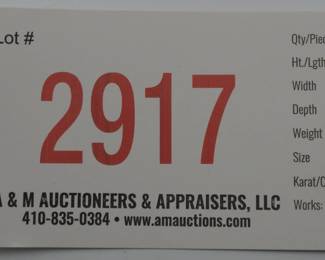 Lot #
2917
A & M AUCTIONEERS & APPRAISERS, LLC
410-835-0384 • www.amauctions.com
Qty/Pie
Ht./Lgth
Width
Depth
Weight
Size
Karat/C
Works: